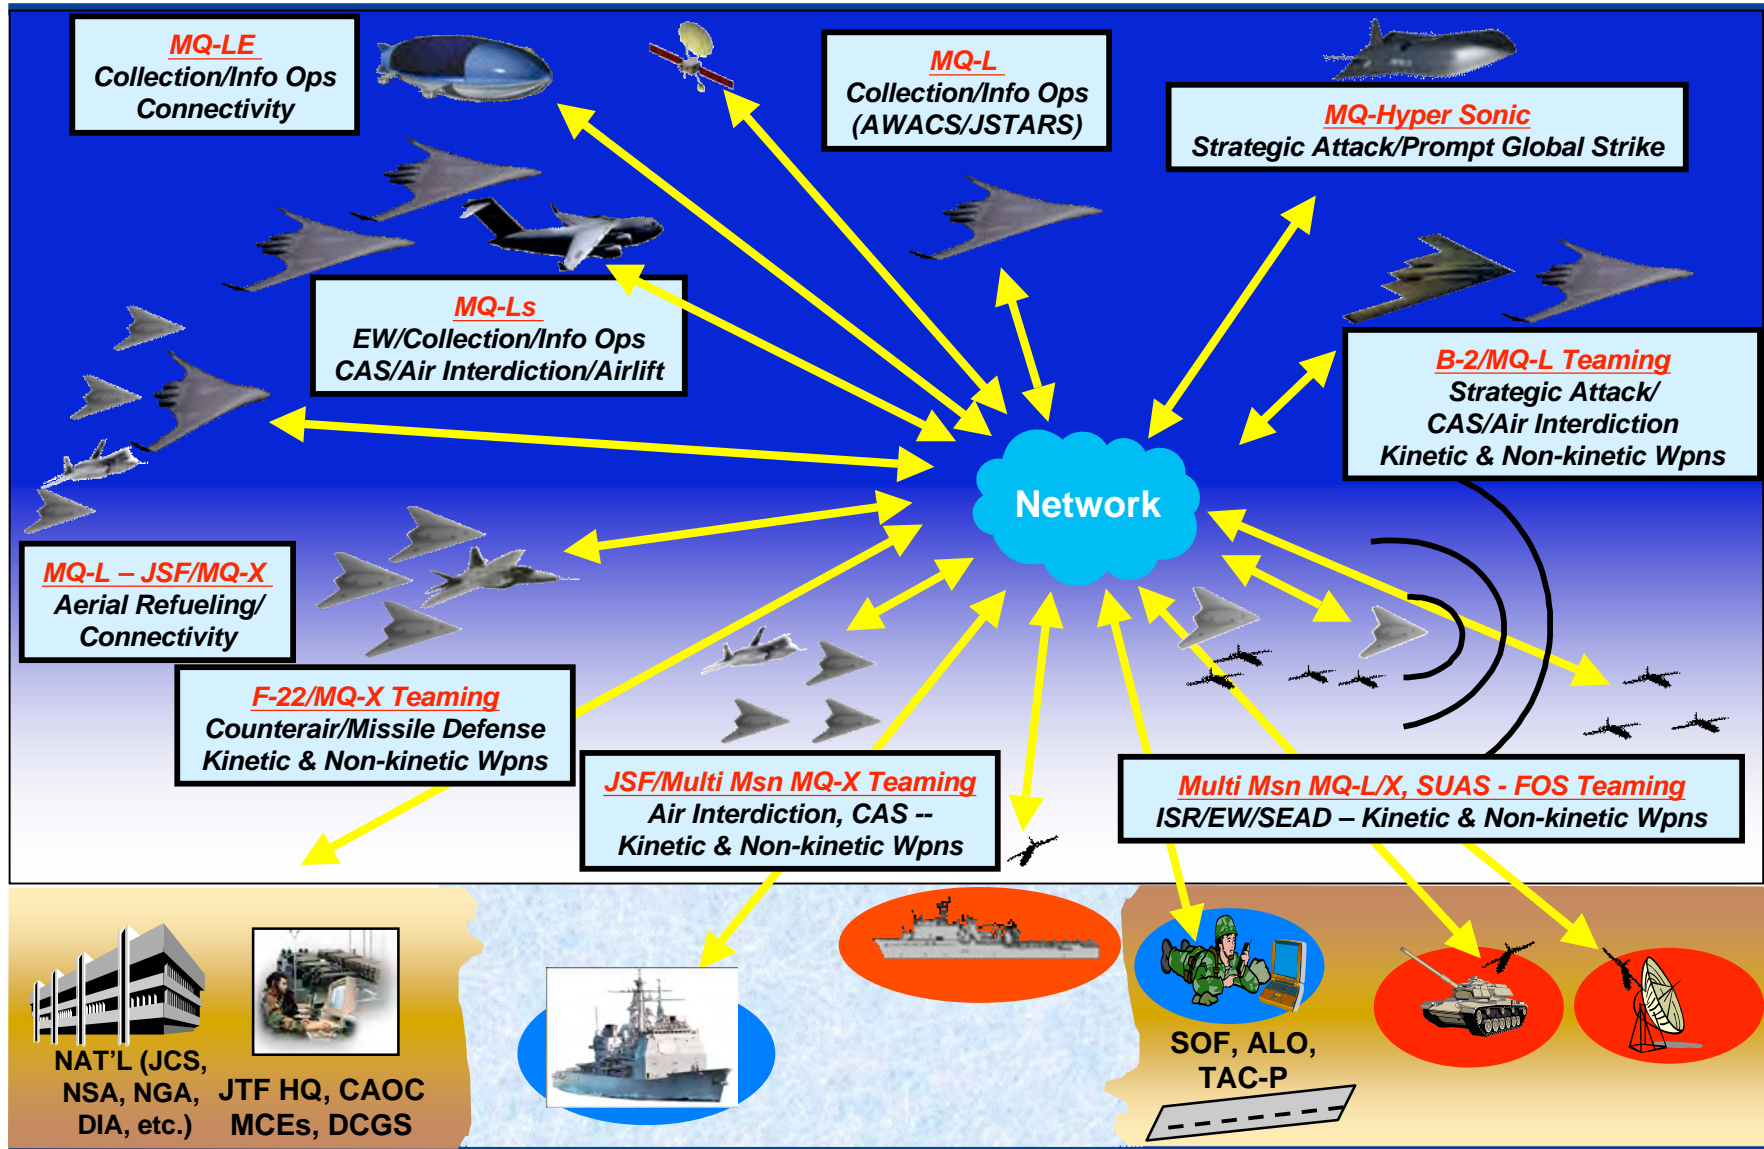 MQ-LE
Collection/Info Ops
Connectivity
MQ-L
Collection/Info Ops
(AWACS/JSTARS)
MQ-Hyper Sonic
Strategic Attack/Prompt Global Strike
MQ-Ls
EW/Collection/Info Ops
CAS/Air Interdiction/Airlift
B-2/MQ-L Teaming
Strategic Attack/
CAS/Air Interdiction
Kinetic & Non-kinetic Wpns
Network
MQ-L – JSF/MQ-X
Aerial Refueling/
Connectivity
F-22/MQ-X Teaming
Counterair/Missile Defense
Kinetic & Non-kinetic Wpns
JSF/Multi Msn MQ-X Teaming
Air Interdiction, CAS --
Kinetic & Non-kinetic Wpns
Multi Msn MQ-L/X, SUAS - FOS Teaming
ISR/EW/SEAD – Kinetic & Non-kinetic Wpns
NAT'L (JCS,
NSA, NGA,
DIA, etc.)
JTF HQ, CAOC
MCEs, DCGS
SOF, ALO,
TAC-P